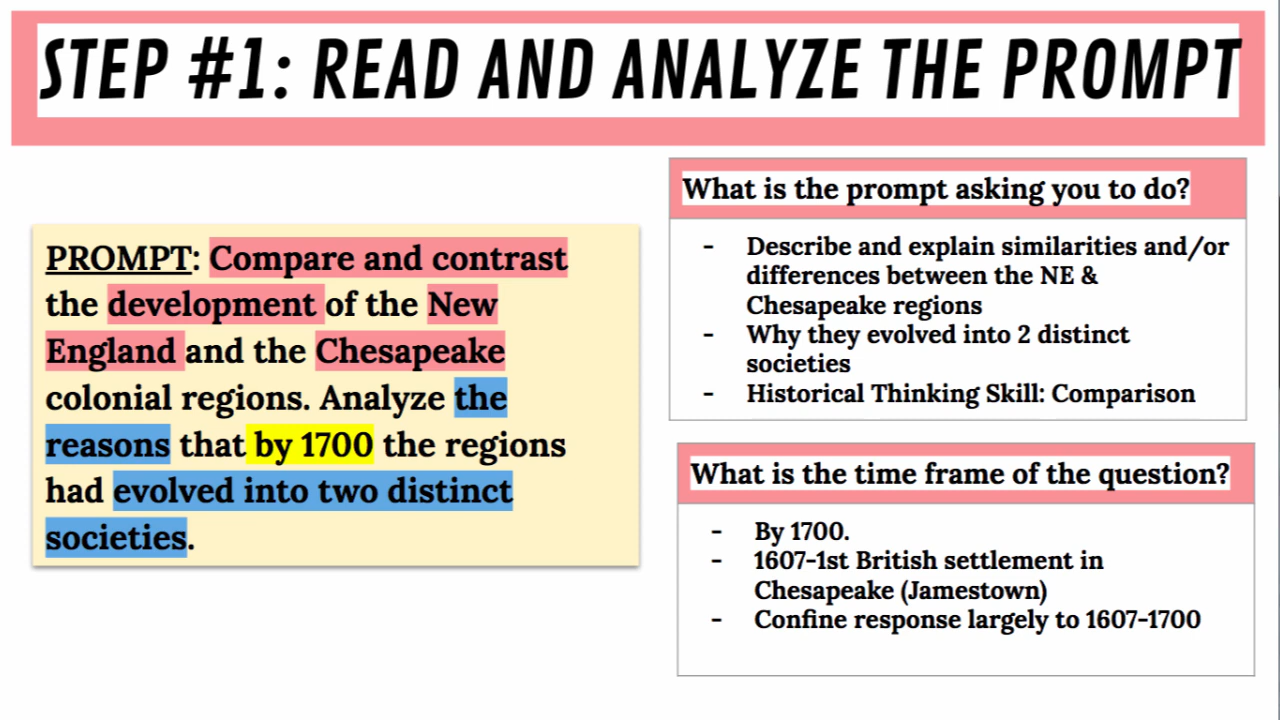 STEP #1: READ AND ANALYZE THE PROMPT
PROMPT: Compare and contrast
the development of the New
England and the Chesapeake
colonial regions. Analyze the
reasons that by 1700 the regions
had evolved into two distinct
societies.
What is the prompt asking you to do?
- Describe and explain similarities and/or
differences between the NE &
Chesapeake regions
- Why they evolved into 2 distinct
societies
- Historical Thinking Skill: Comparison
What is the time frame of the question?
- By 1700.
- 1607-1st British settlement in
Chesapeake (Jamestown)
- Confine response largely to 1607-1700